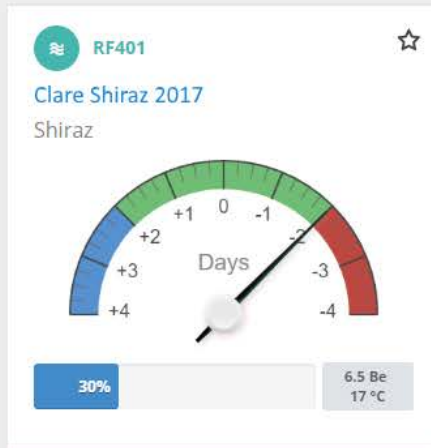 RF401
Clare Shiraz 2017
Shiraz
+4
+3
+2
+1
0
-1
-2
-3
-4
Days
30%
6.5 Be
17 °C